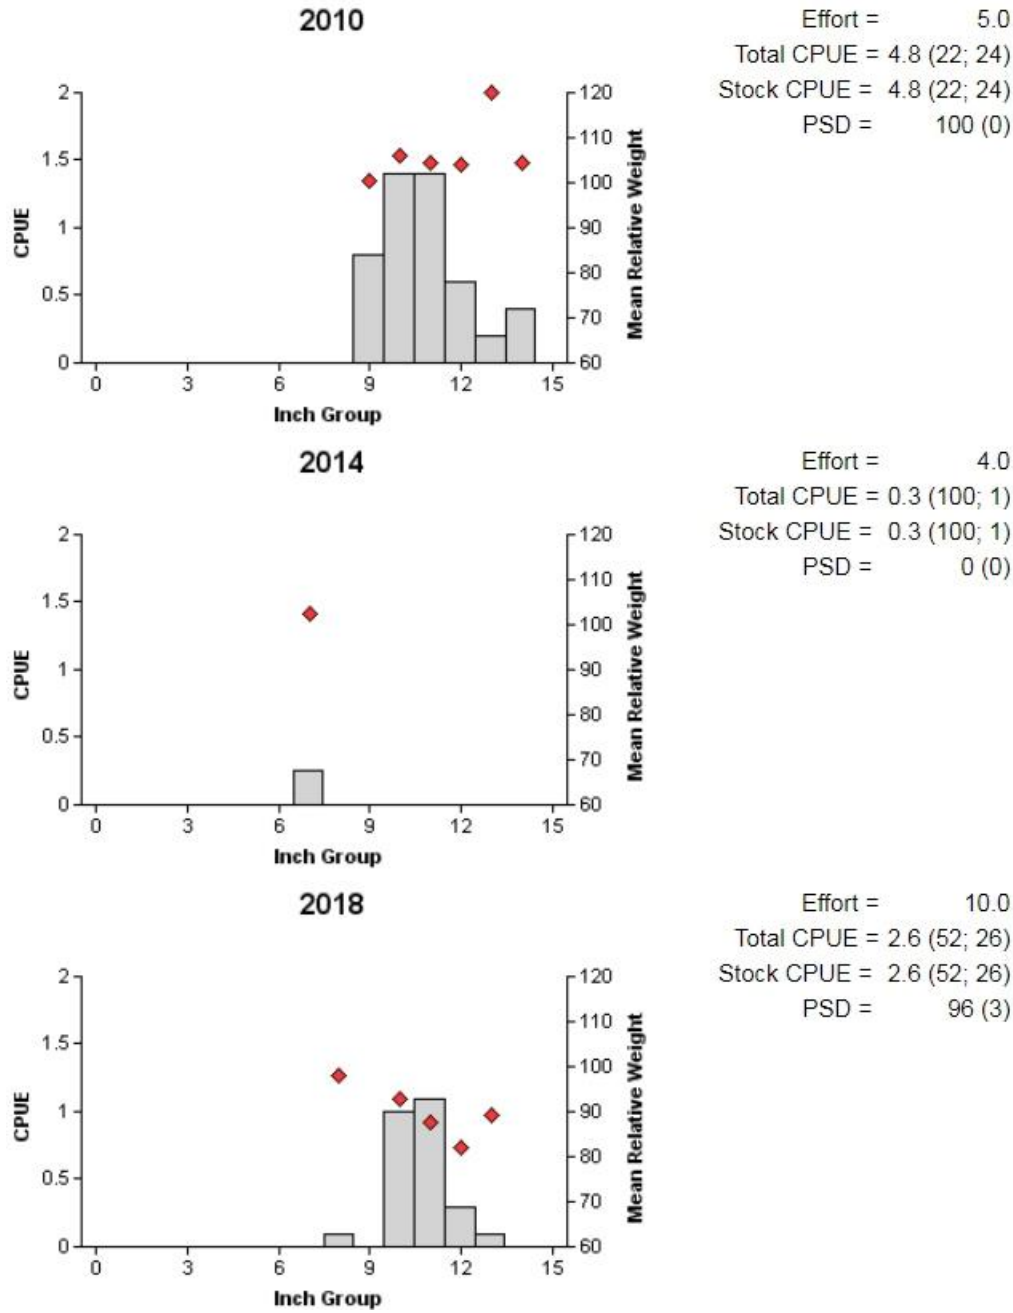 2010
Effort = 5.0
Total CPUE = 4.8 (22; 24)
Stock CPUE = 4.8 (22; 24)
PSD = 100 (0)
2
1.5
1
0.5
0
CPUE
120
110
100
90
80
70
60
Mean Relative Weight
0 3 6 9 12 15
Inch Group
2014
Effort = 4.0
Total CPUE = 0.3 (100; 1)
Stock CPUE = 0.3 (100; 1)
PSD = 0 (0)
2
1.5
1
0.5
0
CPUE
120
110
100
90
80
70
60
Mean Relative Weight
0 3 6 9 12 15
Inch Group
2018
Effort = 10.0
Total CPUE = 2.6 (52; 26)
Stock CPUE = 2.6 (52; 26)
PSD = 96 (3)
2
1.5
1
0.5
0
CPUE
120
110
100
90
80
70
60
Mean Relative Weight
0 3 6 9 12 15
Inch Group